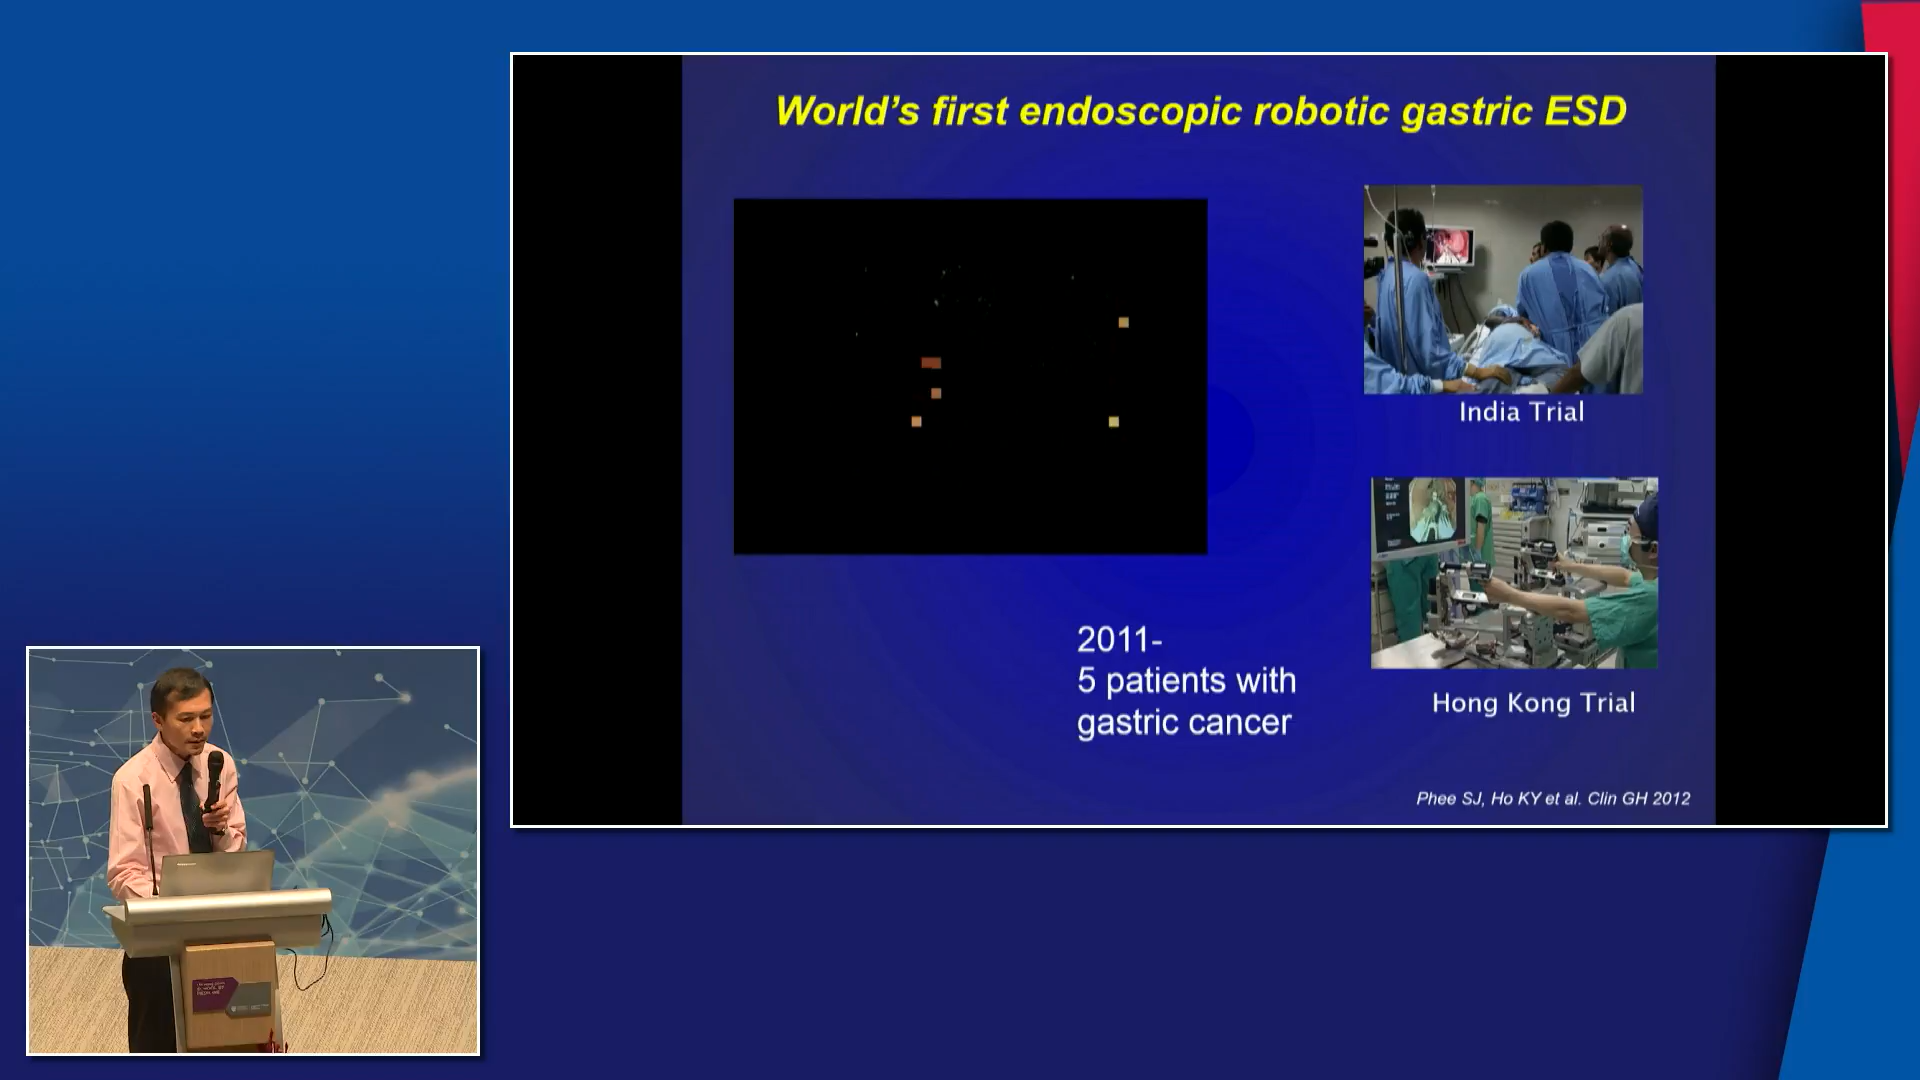 World's first endoscopic robotic gastric ESD
India Trial
2011-
5 patients with
gastric cancer
Hong Kong Trial
Phee SJ, Ho KY et al. Clin GH 2012